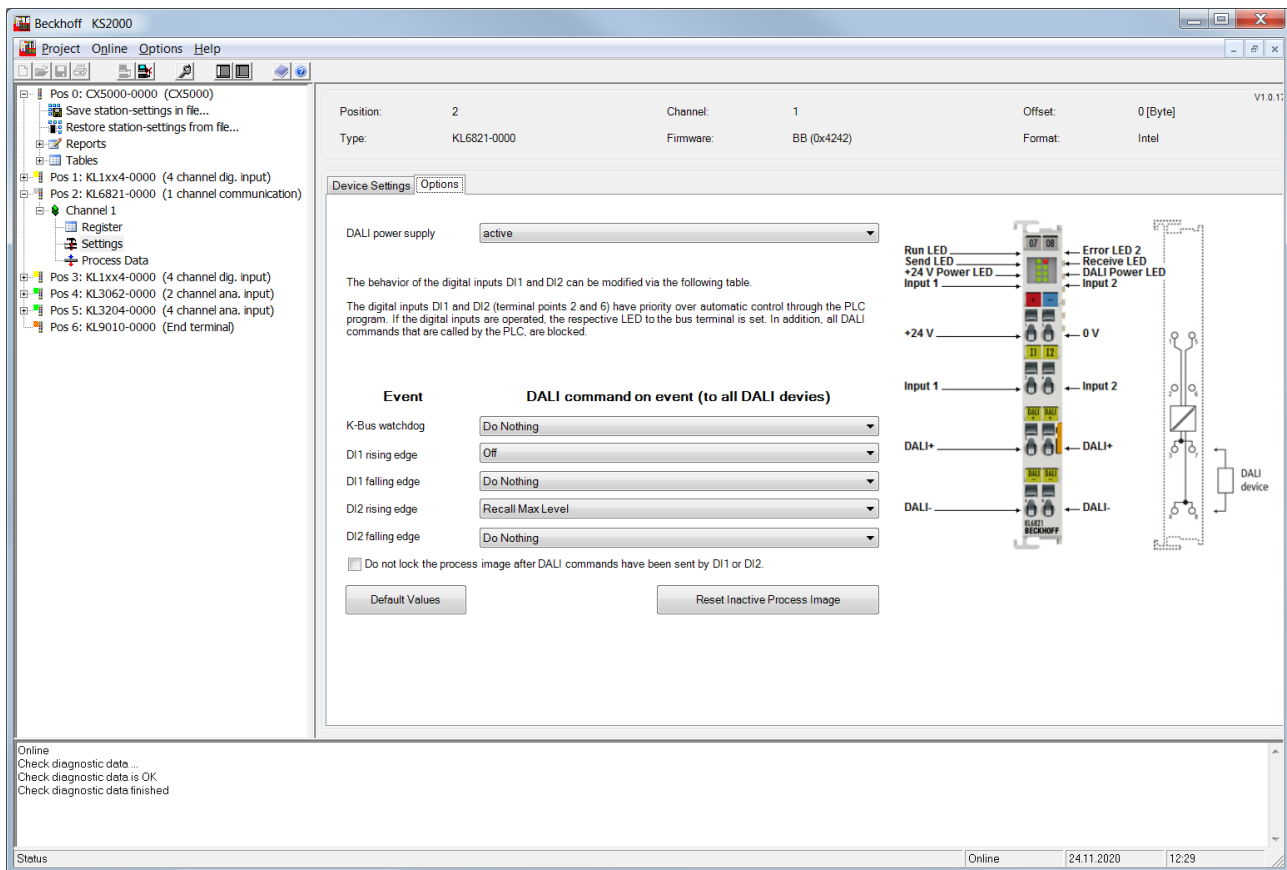 Beckhoff KS2000
Project Online Options Help
Pos 0: CX5000-0000 (CX5000)
Save station-settings in file...
Restore station-settings from file...
Reports
Tables
Pos 1: KL1xx4-0000 (4 channel dig. input)
Pos 2: KL6821-0000 (1 channel communication)
Channel 1
Register
Settings
Process Data
Pos 3: KL1xx4-0000 (4 channel dig. input)
Pos 4: KL3062-0000 (2 channel ana. input)
Pos 5: KL3204-0000 (4 channel ana. input)
Pos 6: KL9010-0000 (End terminal)
V1.0.17
Position: 2 Channel: 1 Offset: 0 [Byte]
Type: KL6821-0000 Firmware: BB (0x4242) Format: Intel
Device Settings Options
DALI power supply active
The behavior of the digital inputs DI1 and DI2 can be modified via the following table.
The digital inputs DI1 and DI2 (terminal points 2 and 6) have priority over automatic control through the PLC
program. If the digital inputs are operated, the respective LED to the bus terminal is set. In addition, all DALI
commands that are called by the PLC, are blocked.
Event DALI command on event (to all DALI devies)
K-Bus watchdog Do Nothing
DI1 rising edge Off
DI1 falling edge Do Nothing
DI2 rising edge Recall Max Level
DI2 falling edge Do Nothing
Do not lock the process image after DALI commands have been sent by DI1 or DI2.
Default Values Reset Inactive Process Image
07 08
Run LED Error LED 2
Send LED Receive LED
+24 V Power LED DALI Power LED
Input 1 Input 2
+24 V 0 V
I1 I2
Input 1 Input 2
DALI + DALI +
DALI+ DALI+
DALI - DALI -
DALI- DALI-
KL6821
BECKHOFF
1 5
2 6
3 7
4 8
DALI
device
Online
Check diagnostic data ...
Check diagnostic data is OK
Check diagnostic data finished
Status Online 24.11.2020 12:29